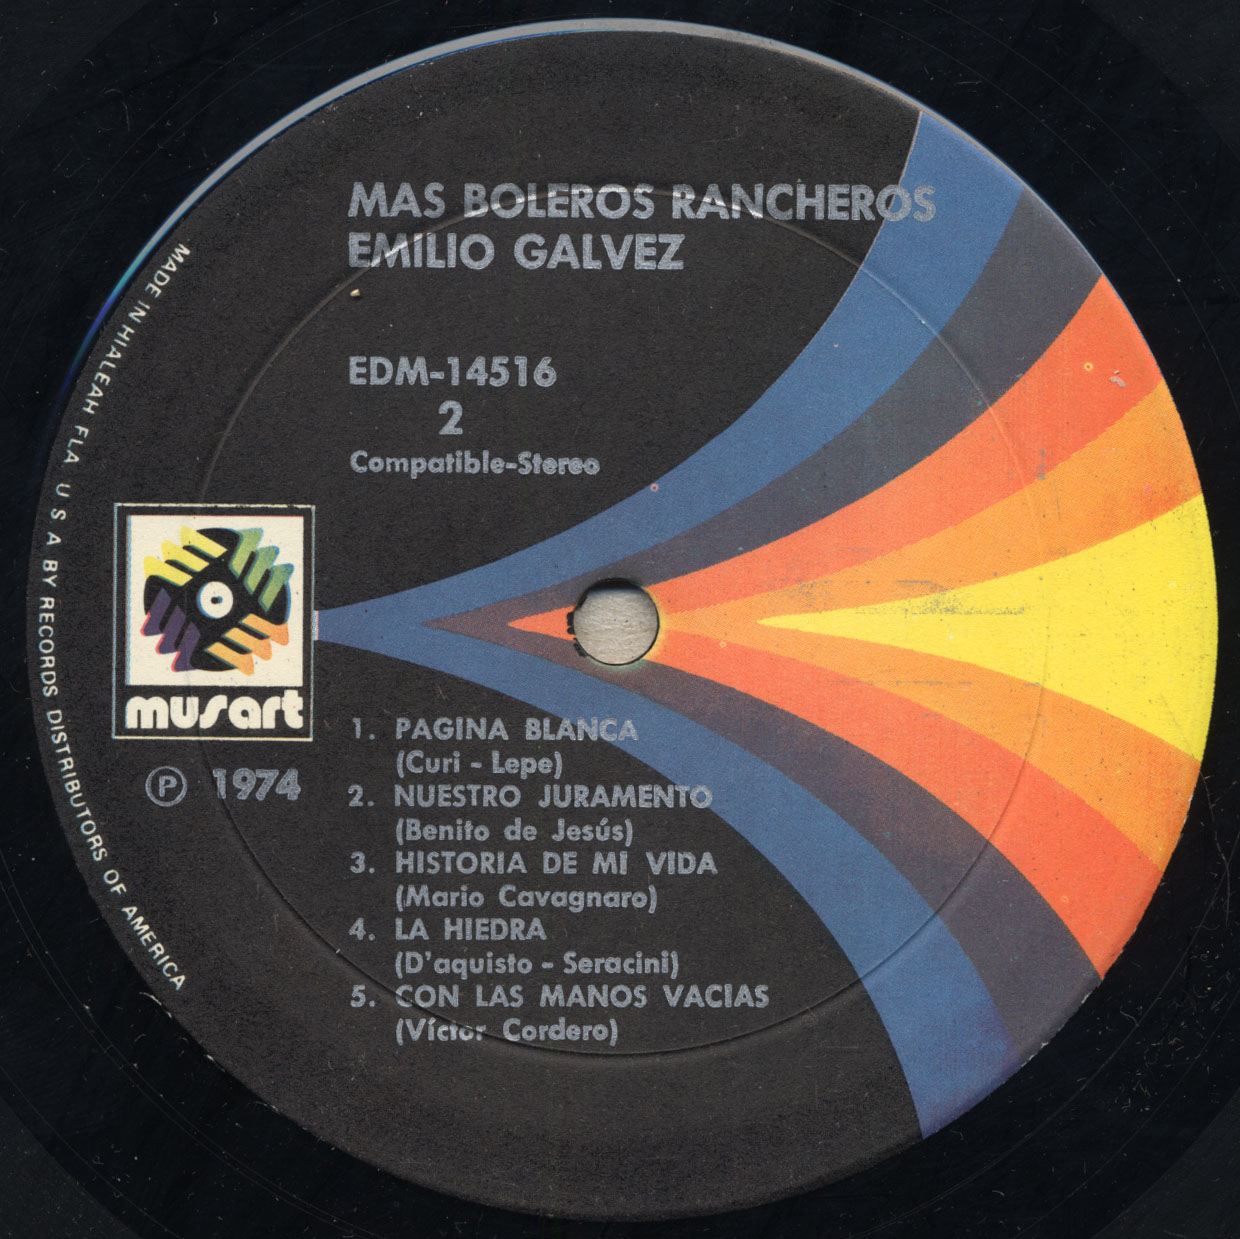 MAS BOLEROS RANCHEROS
EMILIO GALVEZ
EDM-14516
2
Compatible-Stereo
musart
℗ 1974
1. PAGINA BLANCA
(Curi - Lepe)
2. NUESTRO JURAMENTO
(Benito de Jesús)
3. HISTORIA DE MI VIDA
(Mario Cavagnaro)
4. LA HIEDRA
(D'aquisto - Seracini)
5. CON LAS MANOS VACIAS
(Víctor Cordero)
MADE IN HIALEAH FLA U S A BY RECORDS DISTRIBUTORS OF AMERICA